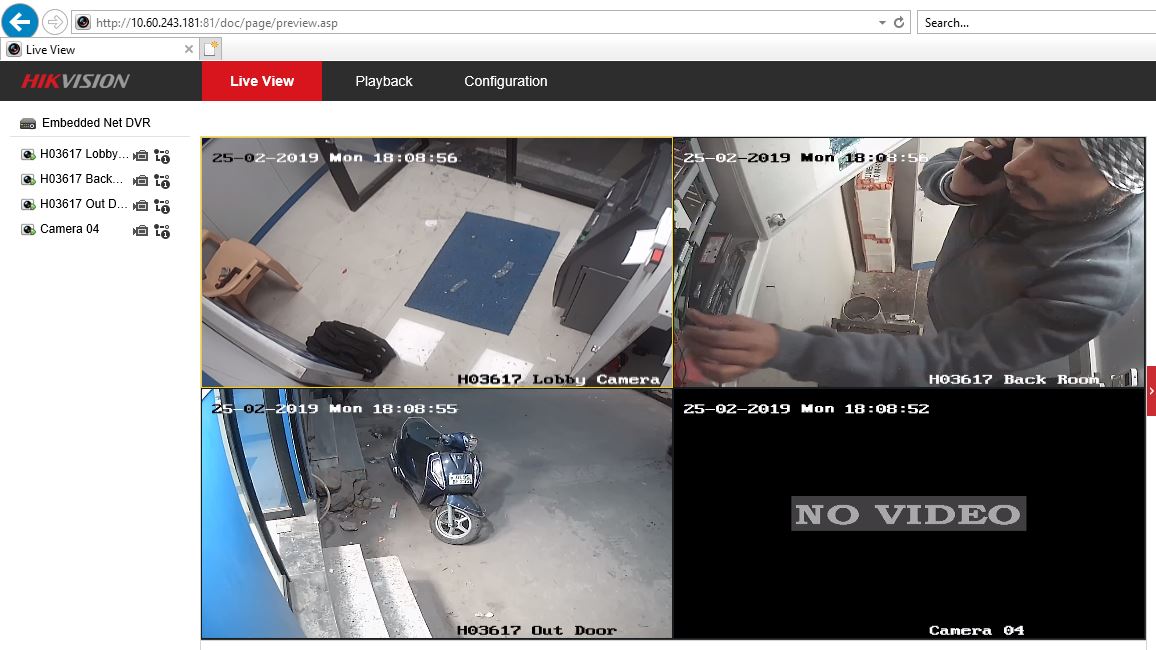 http://10.60.243.181:81/doc/page/preview.asp
Search...
Live View
HIKVISION
Live View
Playback
Configuration
Embedded Net DVR
H03617 Lobby...
H03617 Back...
H03617 Out D...
Camera 04
25-02-2019 Mon 18:08:56
H03617 Lobby Camera
25-02-2019 Mon 18:08:56
H03617 Back Room
25-02-2019 Mon 18:08:55
H03617 Out Door
25-02-2019 Mon 18:08:52
NO VIDEO
Camera 04